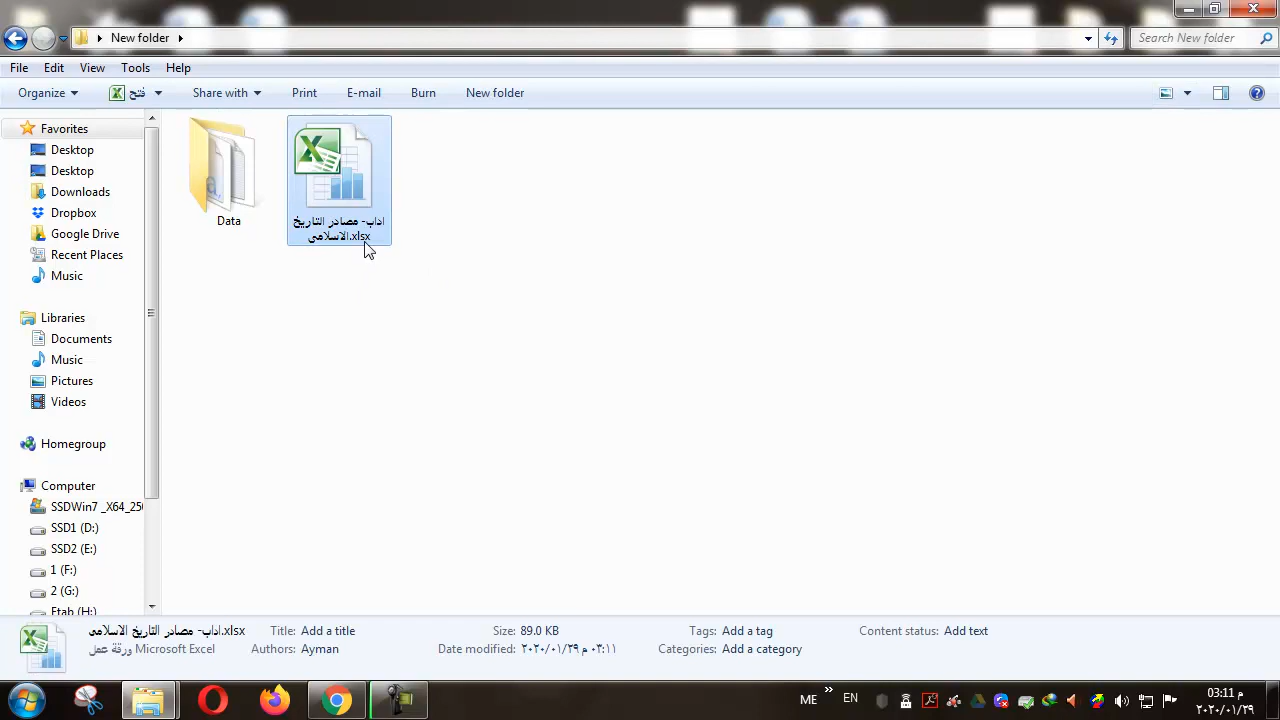 New folder
Search New folder
File Edit View Tools Help
Organize فتح Share with Print E-mail Burn New folder
Favorites
Desktop
Desktop
Downloads
Dropbox
Google Drive
Recent Places
Music
Libraries
Documents
Music
Pictures
Videos
Homegroup
Computer
SSDWin7 _X64_25
SSD1 (D:)
SSD2 (E:)
1 (F:)
2 (G:)
Etab (H:)
Data
اداب- مصادر التاريخ
الاسلامى.xlsx
اداب- مصادر التاريخ الاسلامى.xlsx
ورقة عمل Microsoft Excel
Title: Add a title
Authors: Ayman
Size: 89.0 KB
Date modified: ٢٠٢٠/٠١/٢٩ ٠٣:١١ م
Tags: Add a tag
Categories: Add a category
Content status: Add text
ME EN
03:11 م
٢٠٢٠/٠١/٢٩